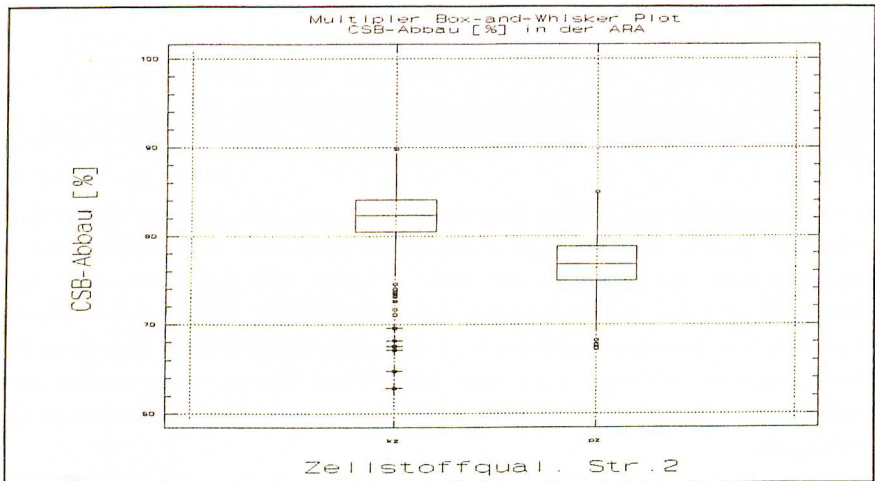 Multipler Box-and-Whisker Plot
CSB-Abbau [%] in der ARA
CSB-Abbau [%]
100
90
80
70
60
kz
pz
Zellstoffqual. Str.2